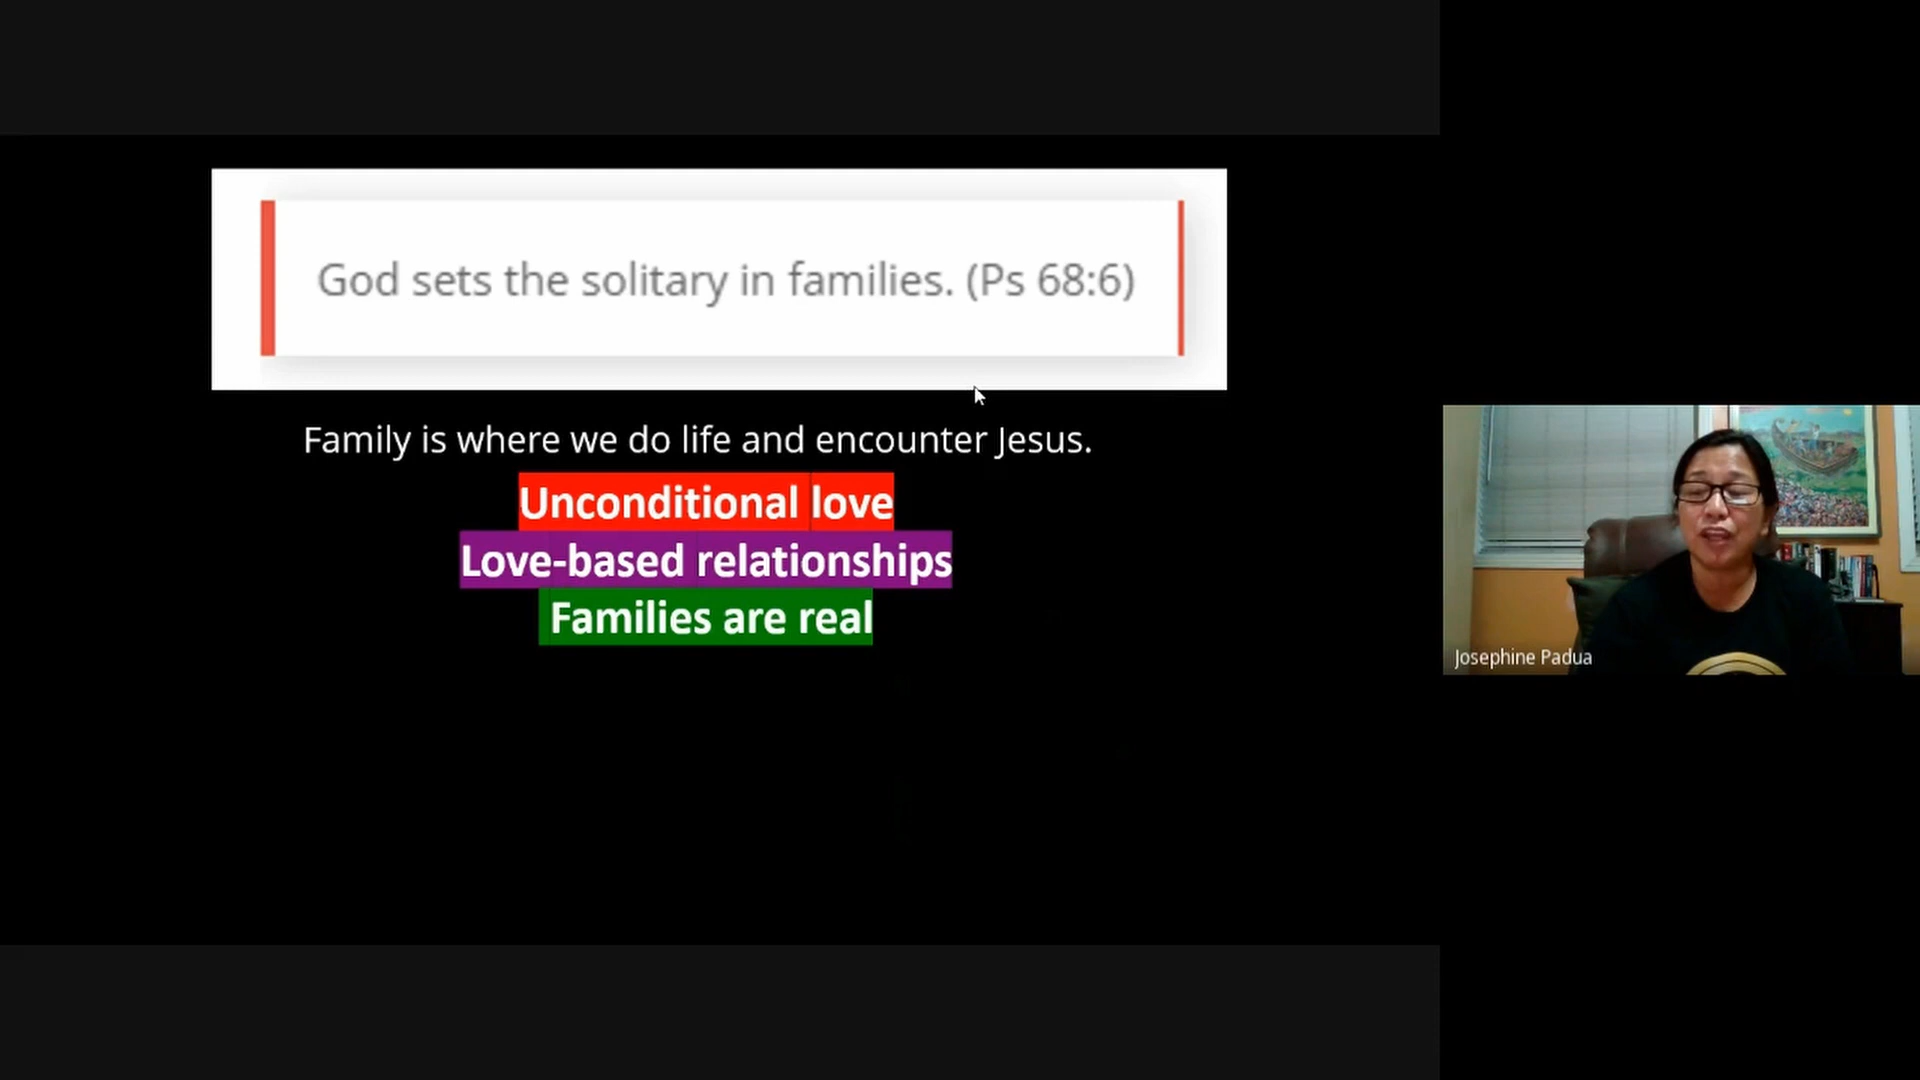 God sets the solitary in families. (Ps 68:6)
Family is where we do life and encounter Jesus.
Unconditional love
Love-based relationships
Families are real
Josephine Padua